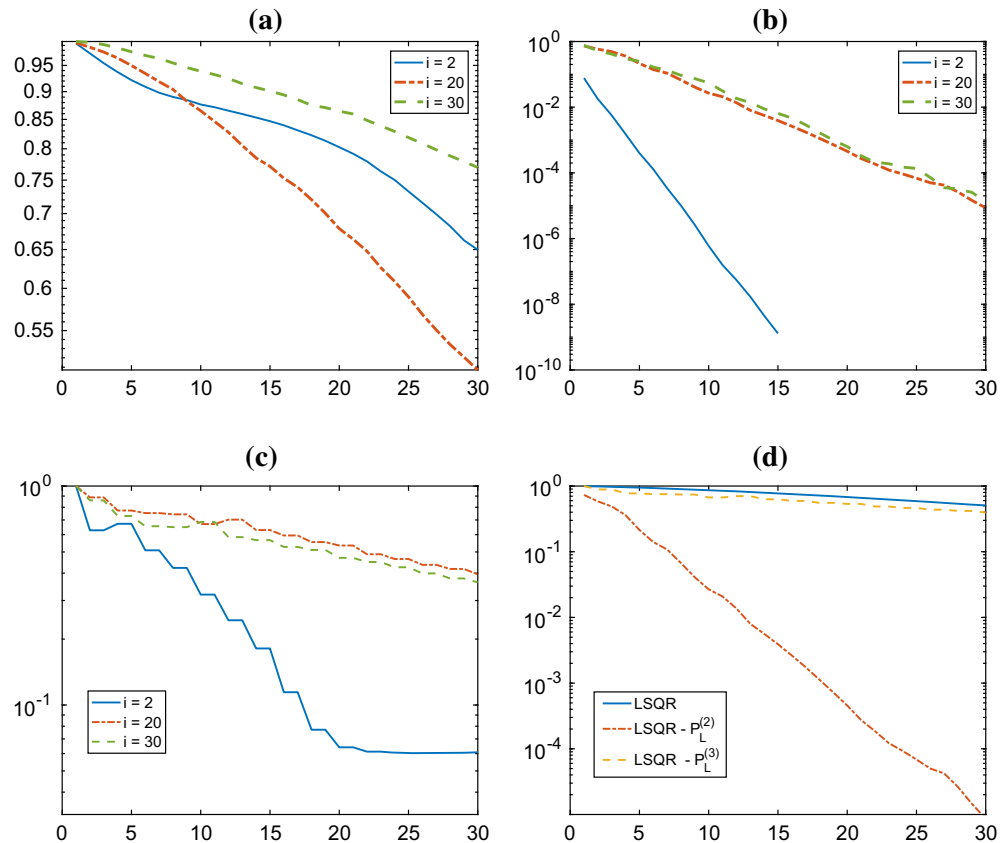 (a)
0.95
0.9
0.85
0.8
0.75
0.7
0.65
0.6
0.55
0 5 10 15 20 25 30
i = 2
i = 20
i = 30
(b)
10^0
10^-2
10^-4
10^-6
10^-8
10^-10
0 5 10 15 20 25 30
i = 2
i = 20
i = 30
(c)
10^0
10^-1
0 5 10 15 20 25 30
i = 2
i = 20
i = 30
(d)
10^0
10^-1
10^-2
10^-3
10^-4
0 5 10 15 20 25 30
LSQR
LSQR - P_L^(2)
LSQR - P_L^(3)